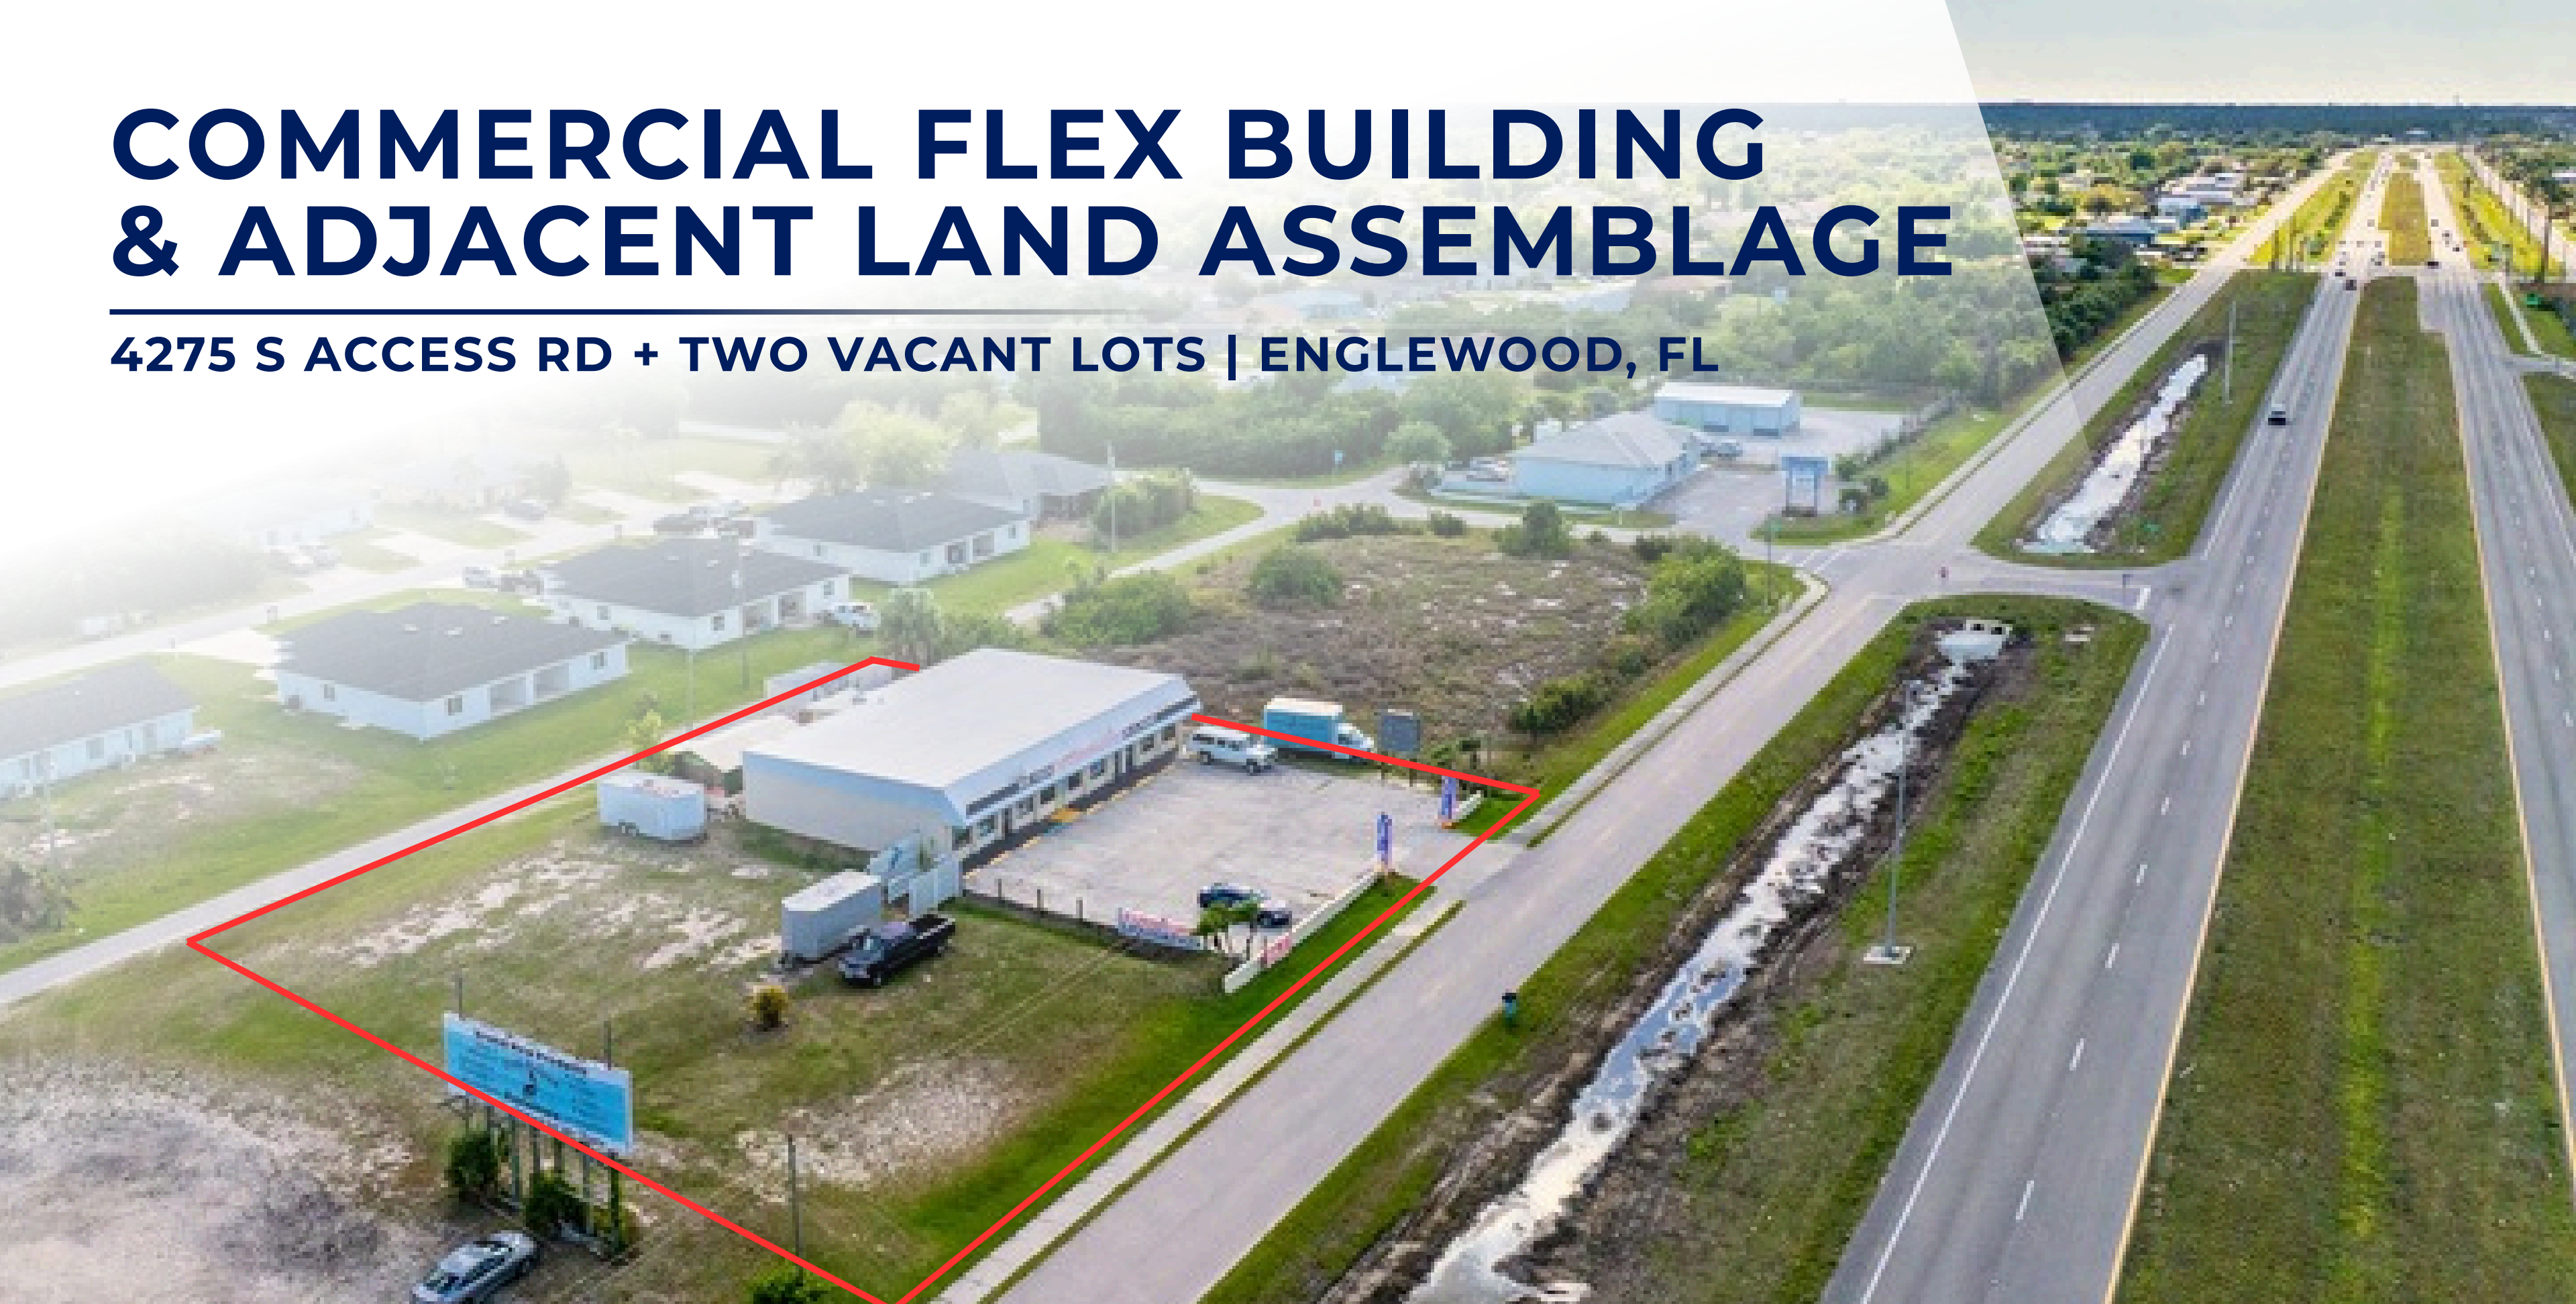 COMMERCIAL FLEX BUILDING
& ADJACENT LAND ASSEMBLAGE
4275 S ACCESS RD + TWO VACANT LOTS | ENGLEWOOD, FL